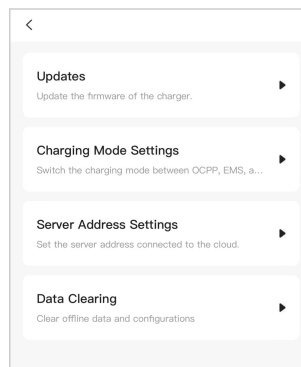 Updates
Update the firmware of the charger.
Charging Mode Settings
Switch the charging mode between OCPP, EMS, a...
Server Address Settings
Set the server address connected to the cloud.
Data Clearing
Clear offline data and configurations